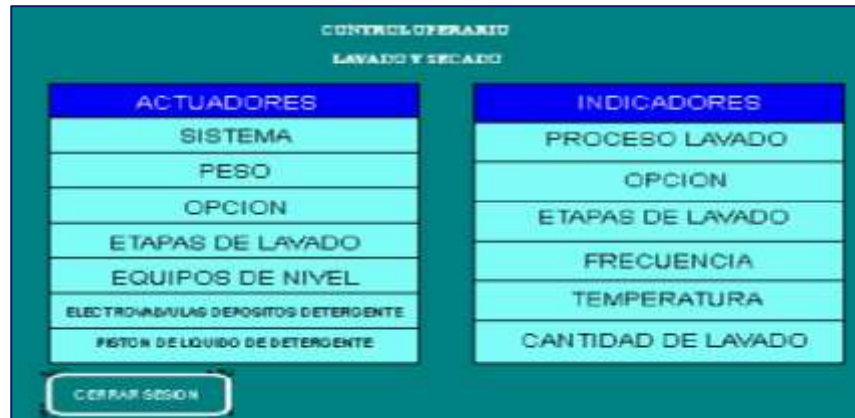 CONTROL OPERARIO
LAVADO Y SECADO
ACTUADORES
SISTEMA
PESO
OPCION
ETAPAS DE LAVADO
EQUIPOS DE NIVEL
ELECTROVALVULAS DEPOSITOS DETERGENTE
PISTON DE LIQUIDO DE DETERGENTE
INDICADORES
PROCESO LAVADO
OPCION
ETAPAS DE LAVADO
FRECUENCIA
TEMPERATURA
CANTIDAD DE LAVADO
CERRAR SESION